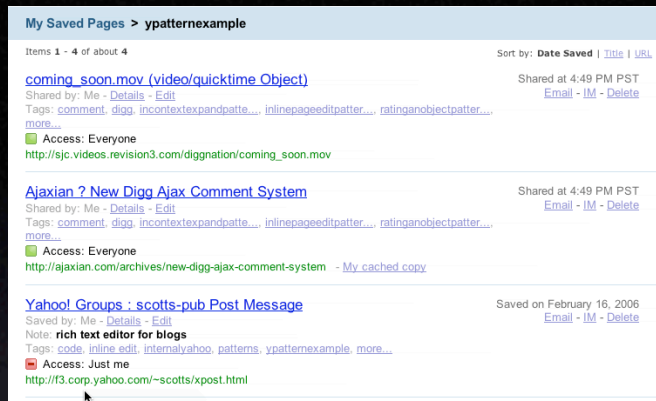 My Saved Pages > ypatternexample
Items 1 - 4 of about 4
Sort by: Date Saved | Title | URL
coming_soon.mov (video/quicktime Object)
Shared at 4:49 PM PST
Shared by: Me - Details - Edit
Email - IM - Delete
Tags: comment, digg, incontextexpandpatte..., inlinepageeditpatter..., ratinganobjectpatter...,
more...
Access: Everyone
http://sjc.videos.revision3.com/diggnation/coming_soon.mov
Ajaxian ? New Digg Ajax Comment System
Shared at 4:49 PM PST
Shared by: Me - Details - Edit
Email - IM - Delete
Tags: comment, digg, incontextexpandpatte..., inlinepageeditpatter..., ratinganobjectpatter...,
more...
Access: Everyone
http://ajaxian.com/archives/new-digg-ajax-comment-system - My cached copy
Yahoo! Groups : scotts-pub Post Message
Saved on February 16, 2006
Saved by: Me - Details - Edit
Email - IM - Delete
Note: rich text editor for blogs
Tags: code, inline edit, internalyahoo, patterns, ypatternexample, more...
Access: Just me
http://f3.corp.yahoo.com/~scotts/xpost.html